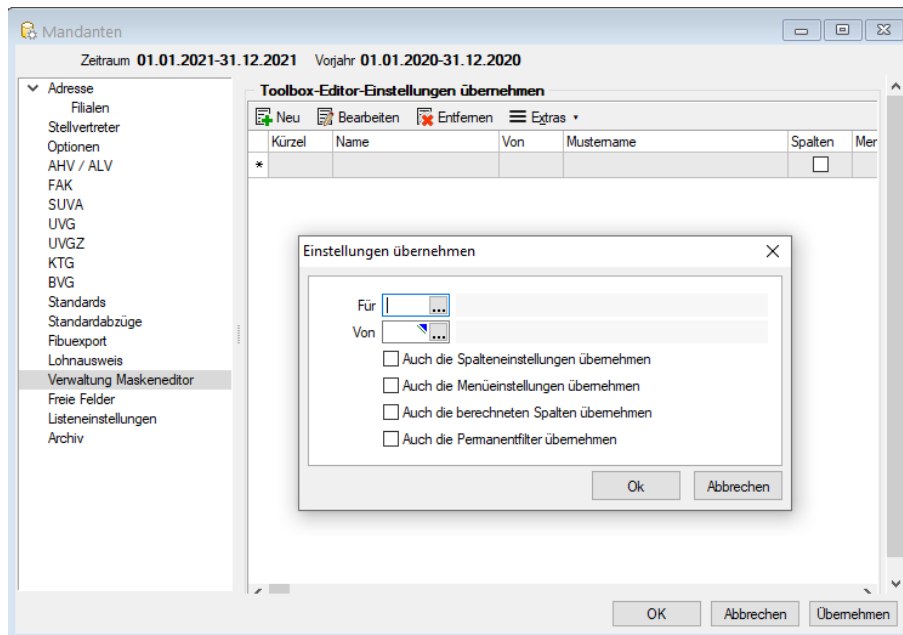 Mandanten
Zeitraum 01.01.2021-31.12.2021 Vorjahr 01.01.2020-31.12.2020
Adresse
Filialen
Stellvertreter
Optionen
AHV / ALV
FAK
SUVA
UVG
UVGZ
KTG
BVG
Standards
Standardabzüge
Fibuexport
Lohnausweis
Verwaltung Maskeneditor
Freie Felder
Listeneinstellungen
Archiv
Toolbox-Editor-Einstellungen übernehmen
Neu Bearbeiten Entfernen Extras
Kürzel Name Von Mustername Spalten Mer
*
Einstellungen übernehmen
Für ...
Von ...
Auch die Spalteneinstellungen übernehmen
Auch die Menüeinstellungen übernehmen
Auch die berechneten Spalten übernehmen
Auch die Permanentfilter übernehmen
Ok Abbrechen
OK Abbrechen Übernehmen